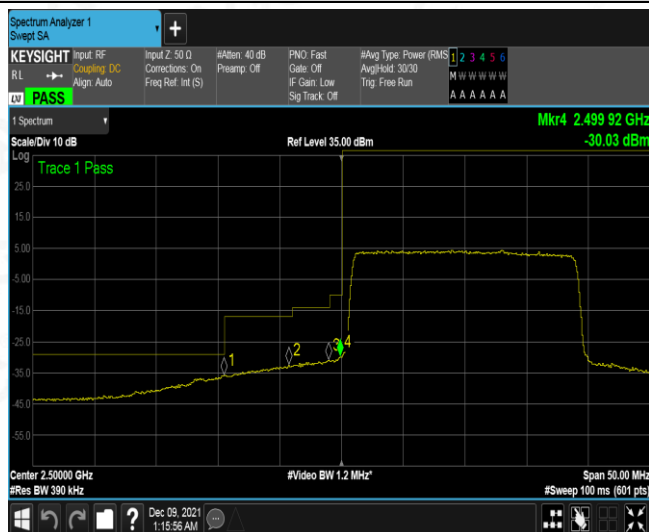 Spectrum Analyzer 1
Swept SA
+
KEYSIGHT Input: RF Input Z: 50 Ω #Atten: 40 dB PNO: Fast #Avg Type: Power (RMS 1 2 3 4 5 6
RL Coupling: DC Corrections: On Preamp: Off Gate: Off Avg|Hold: 30/30 M W W W W W
Align: Auto Freq Ref: Int (S) IF Gain: Low Trig: Free Run
LXI PASS Sig Track: Off A A A A A A
1 Spectrum Mkr4 2.499 92 GHz
Scale/Div 10 dB Ref Level 35.00 dBm -30.03 dBm
Log
Trace 1 Pass
25.0
15.0
5.00
-5.00
-15.0
-25.0
1 2 3 4
-35.0
-45.0
-55.0
Center 2.50000 GHz #Video BW 1.2 MHz* Span 50.00 MHz
#Res BW 390 kHz #Sweep 100 ms (601 pts)
? Dec 09, 2021
1:15:56 AM